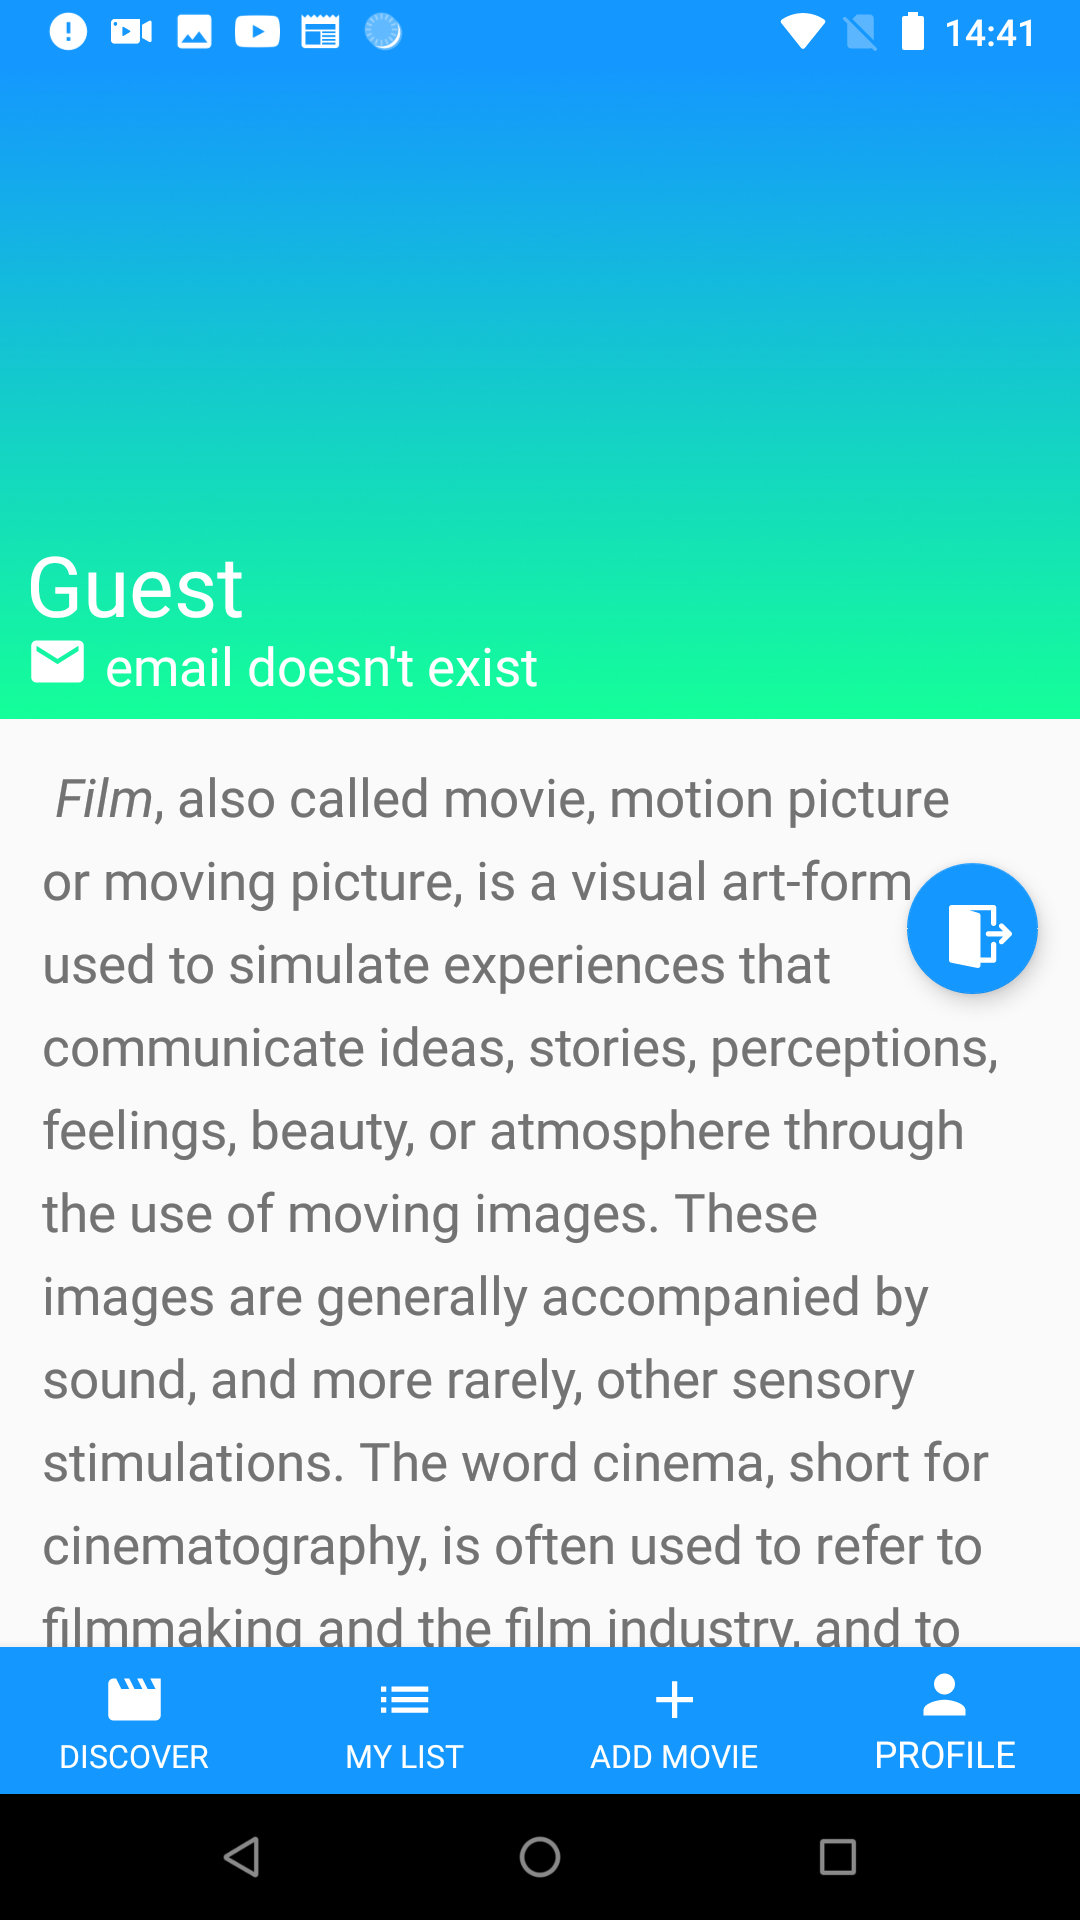 14:41
Guest
email doesn't exist
Film, also called movie, motion picture
or moving picture, is a visual art-form
used to simulate experiences that
communicate ideas, stories, perceptions,
feelings, beauty, or atmosphere through
the use of moving images. These
images are generally accompanied by
sound, and more rarely, other sensory
stimulations. The word cinema, short for
cinematography, is often used to refer to
filmmaking and the film industry, and to
DISCOVER
MY LIST
ADD MOVIE
PROFILE